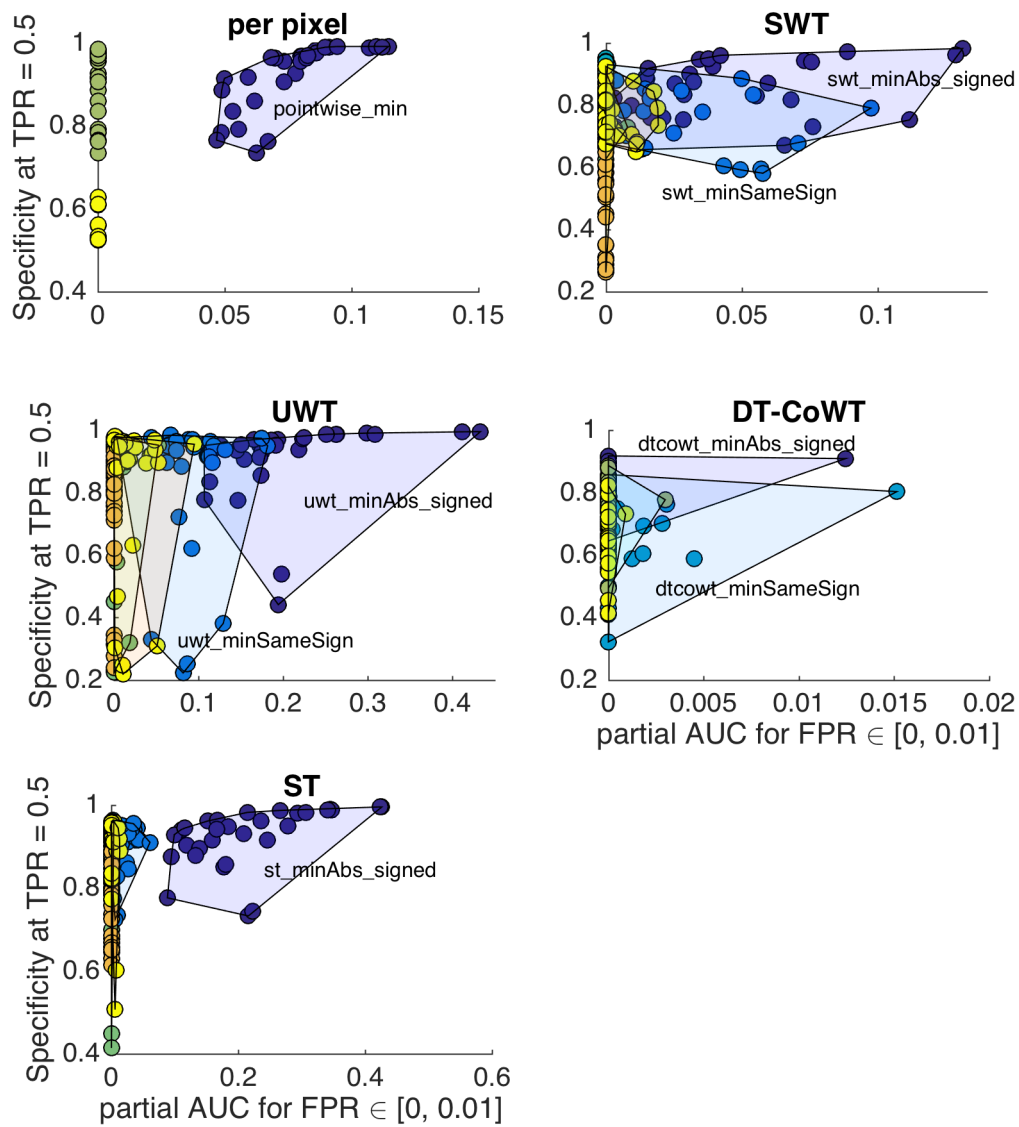 per pixel
Specificity at TPR = 0.5
1
0.8
0.6
0.4
pointwise_min
0
0.05
0.1
0.15
SWT
1
0.8
0.6
0.4
0.2
swt_minAbs_signed
swt_minSameSign
0
0.05
0.1
UWT
Specificity at TPR = 0.5
1
0.8
0.6
0.4
0.2
uwt_minAbs_signed
uwt_minSameSign
0
0.1
0.2
0.3
0.4
DT-CoWT
1
0.8
0.6
0.4
0.2
dtcowt_minAbs_signed
dtcowt_minSameSign
0
0.005
0.01
0.015
0.02
partial AUC for FPR ∈ [0, 0.01]
ST
Specificity at TPR = 0.5
1
0.8
0.6
0.4
st_minAbs_signed
0
0.2
0.4
0.6
partial AUC for FPR ∈ [0, 0.01]